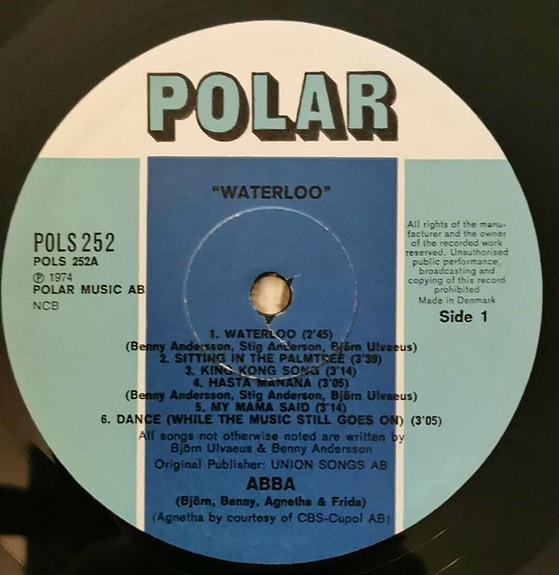 POLAR
"WATERLOO"
All rights of the manu-
facturer and the owner
of the recorded work
reserved. Unauthorised
public performance,
broadcasting and
copying of this record
prohibited
Made in Denmark
Side 1
POLS 252
POLS 252A
℗ 1974
POLAR MUSIC AB
NCB
1. WATERLOO (2'45)
(Benny Andersson, Stig Anderson, Björn Ulvaeus)
2. SITTING IN THE PALMTREE (3'39)
3. KING KONG SONG (3'14)
4. HASTA MANANA (3'05)
(Benny Andersson, Stig Anderson, Björn Ulvaeus)
5. MY MAMA SAID (3'14)
6. DANCE (WHILE THE MUSIC STILL GOES ON) (3'05)
All songs not otherwise noted are written by
Björn Ulvaeus & Benny Andersson
Original Publisher: UNION SONGS AB
ABBA
(Björn, Benny, Agnetha & Frida)
(Agnetha by courtesy of CBS-Cupol AB)